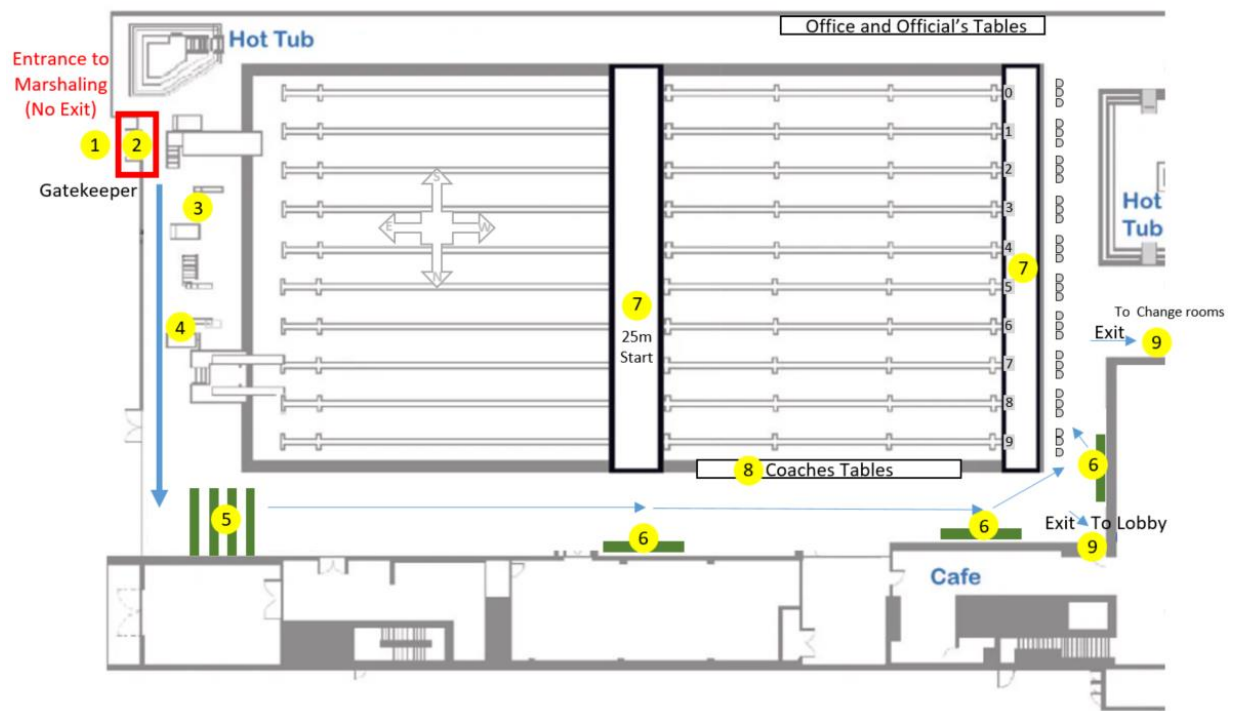 Office and Official's Tables
Hot Tub
Entrance to
Marshaling
(No Exit)
1
2
Gatekeeper
3
4
S
E
W
N
0
1
2
3
4
5
6
7
8
9
7
25m
Start
7
Hot
Tub
To Change rooms
Exit
9
8 Coaches Tables
5
6
6
6
Exit To Lobby
9
Cafe